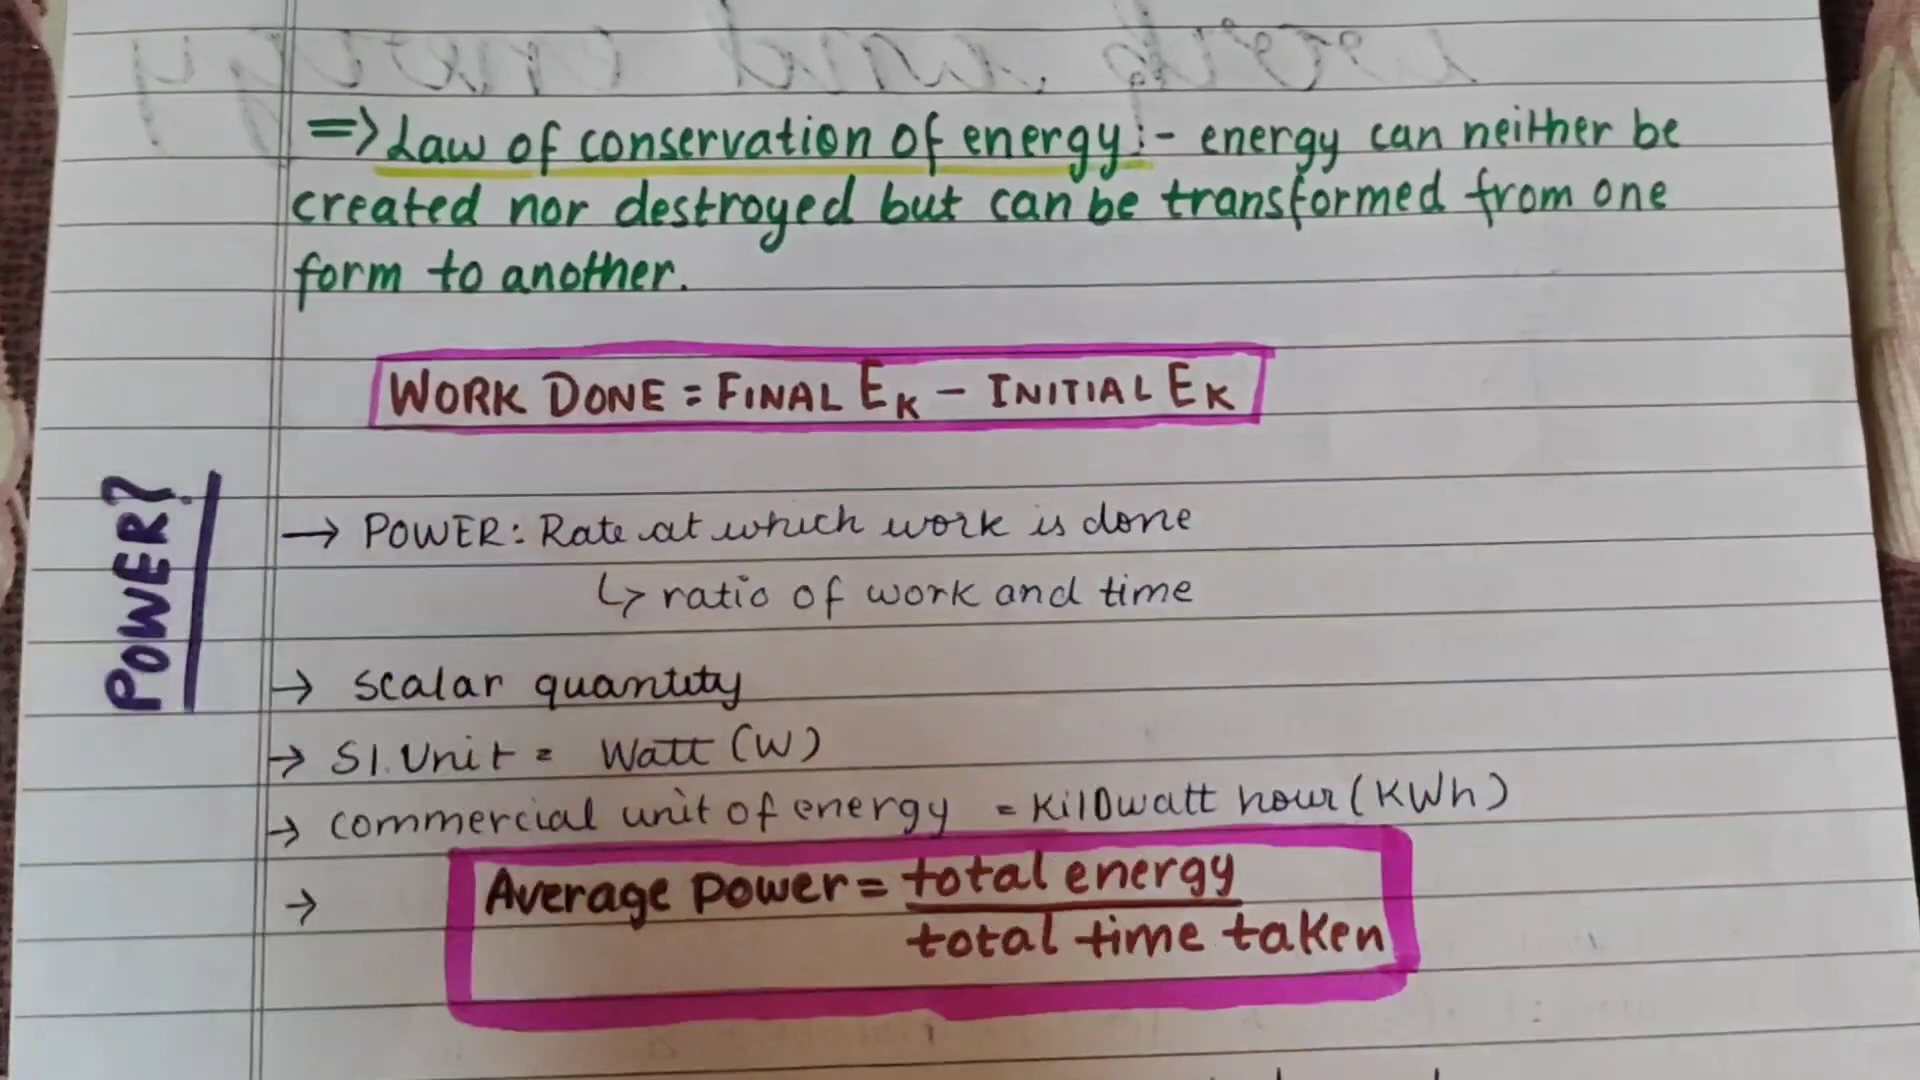 => Law of conservation of energy :- energy can neither be
created nor destroyed but can be transformed from one
form to another.
WORK DONE = FINAL EK - INITIAL EK
POWER?
→ POWER: Rate at which work is done
↳ ratio of work and time
→ scalar quantity
→ SI. Unit = Watt (W)
→ commercial unit of energy = Kilowatt hour (KWh)
→ Average power = total energy
total time taken